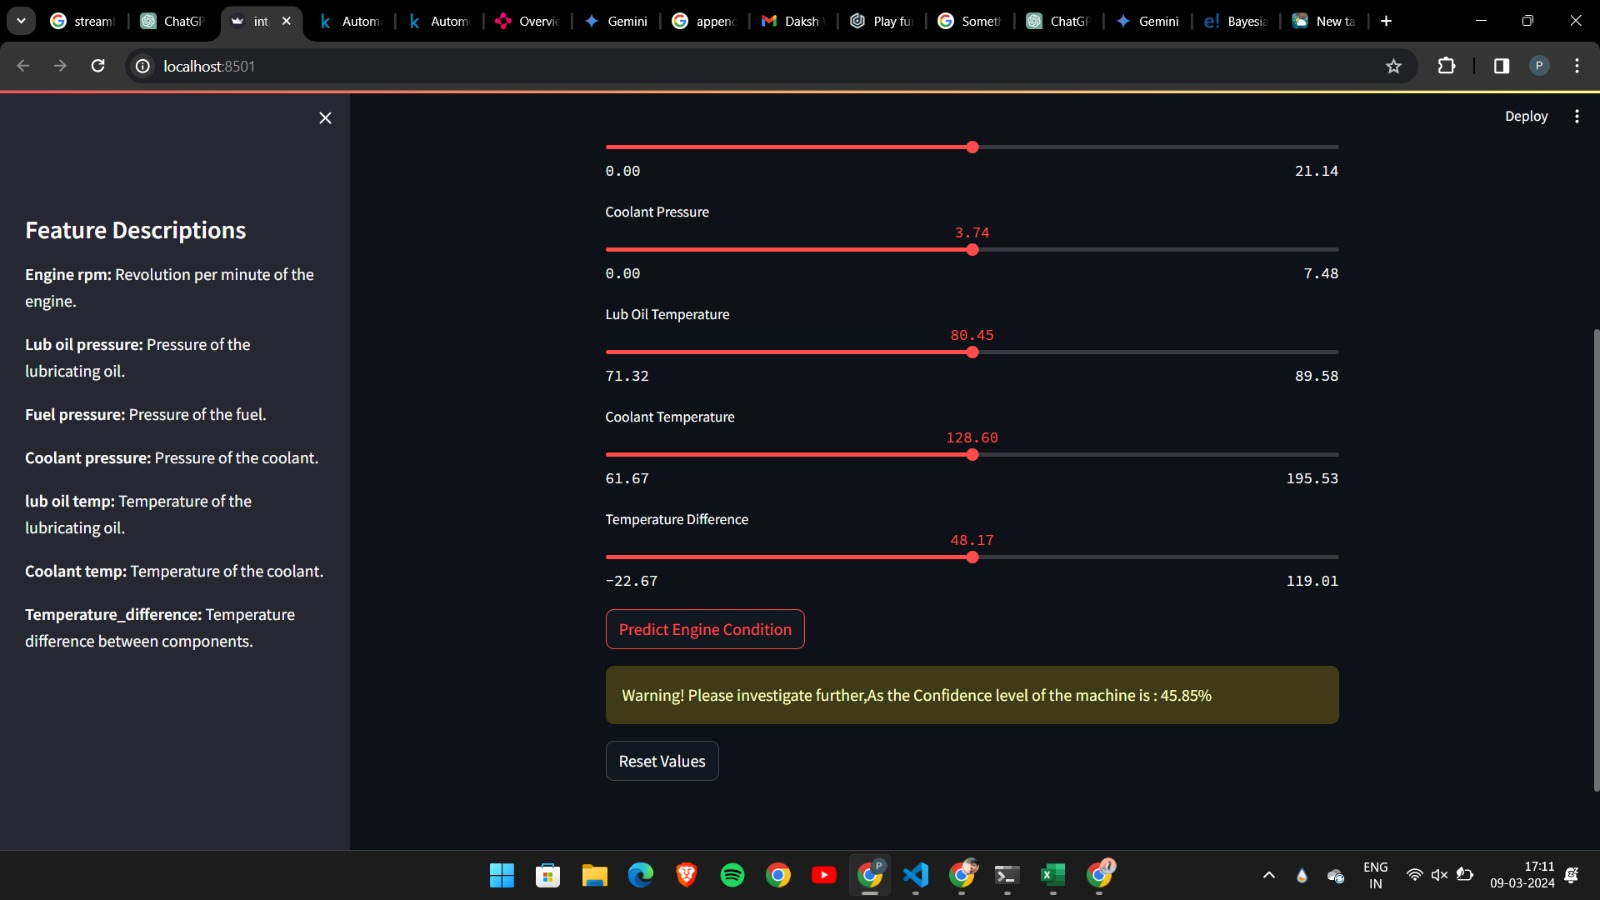 streaml
ChatGP
int
Autom
Autom
Overvie
Gemini
appenc
Daksh
Play fu
Someth
ChatGP
Gemini
Bayesia
New ta
localhost:8501
P
Deploy
0.00 21.14
Coolant Pressure
3.74
0.00 7.48
Lub Oil Temperature
80.45
71.32 89.58
Coolant Temperature
128.60
61.67 195.53
Temperature Difference
48.17
-22.67 119.01
Predict Engine Condition
Warning! Please investigate further,As the Confidence level of the machine is : 45.85%
Reset Values
Feature Descriptions
Engine rpm: Revolution per minute of the
engine.
Lub oil pressure: Pressure of the
lubricating oil.
Fuel pressure: Pressure of the fuel.
Coolant pressure: Pressure of the coolant.
lub oil temp: Temperature of the
lubricating oil.
Coolant temp: Temperature of the coolant.
Temperature_difference: Temperature
difference between components.
ENG
IN
17:11
09-03-2024